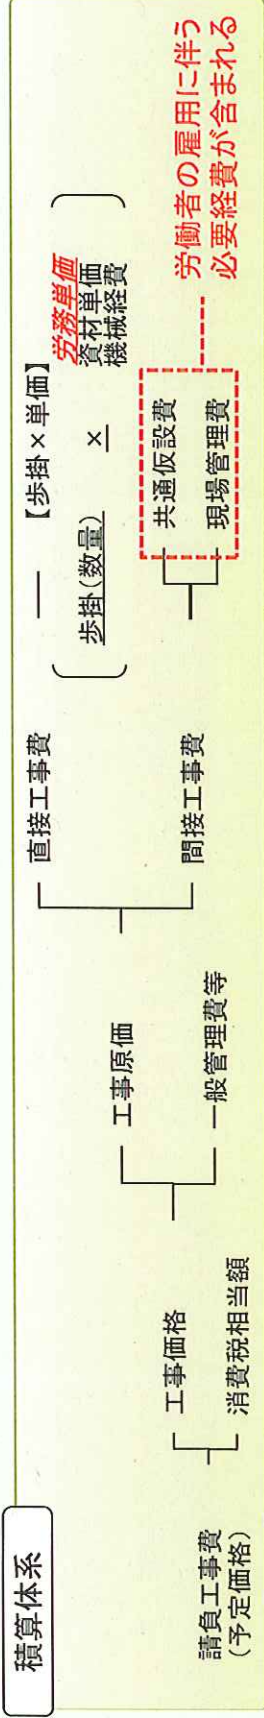 積算体系
請負工事費
（予定価格）
工事価格
消費税相当額
工事原価
一般管理費等
直接工事費
間接工事費
【歩掛×単価】
歩掛（数量） ×
労務単価
資材単価
機械経費
共通仮設費
現場管理費
労働者の雇用に伴う
必要経費が含まれる